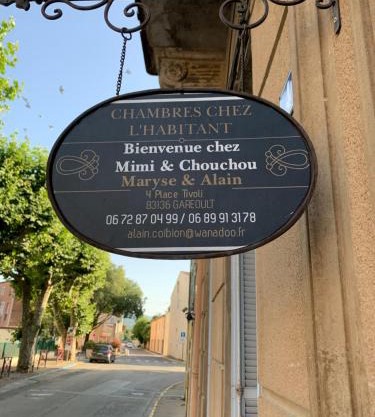 CHAMBRES CHEZ
L'HABITANT
Bienvenue chez
Mimi & Chouchou
Maryse & Alain
4 Place Tivoli
83136 GAREOULT
06 72 87 04 99 / 06 89 91 31 78
alain.coibion@wanadoo.fr